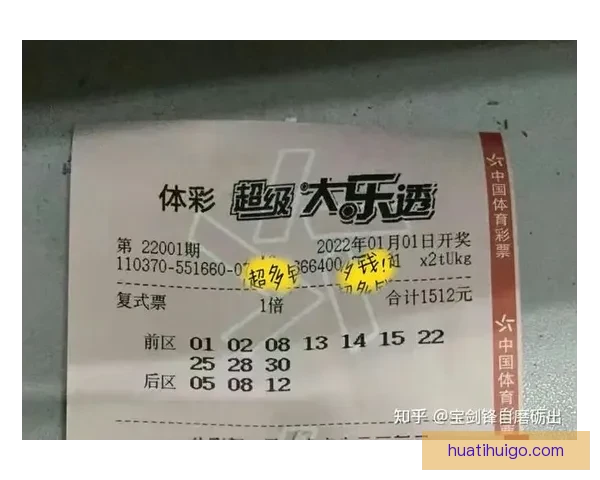 体彩 超级大乐透
第 22001期 2022年01月01日开奖
110370-551660-0 超多 666400 多钱! 1 x2tUkg
复式票 1倍 合计1512元
前区 01 02 08 13 14 15 22
25 28 30
后区 05 08 12
中国体育彩票
中国体育彩票
知乎 @宝剑锋自磨砺出
huatihuigo.com